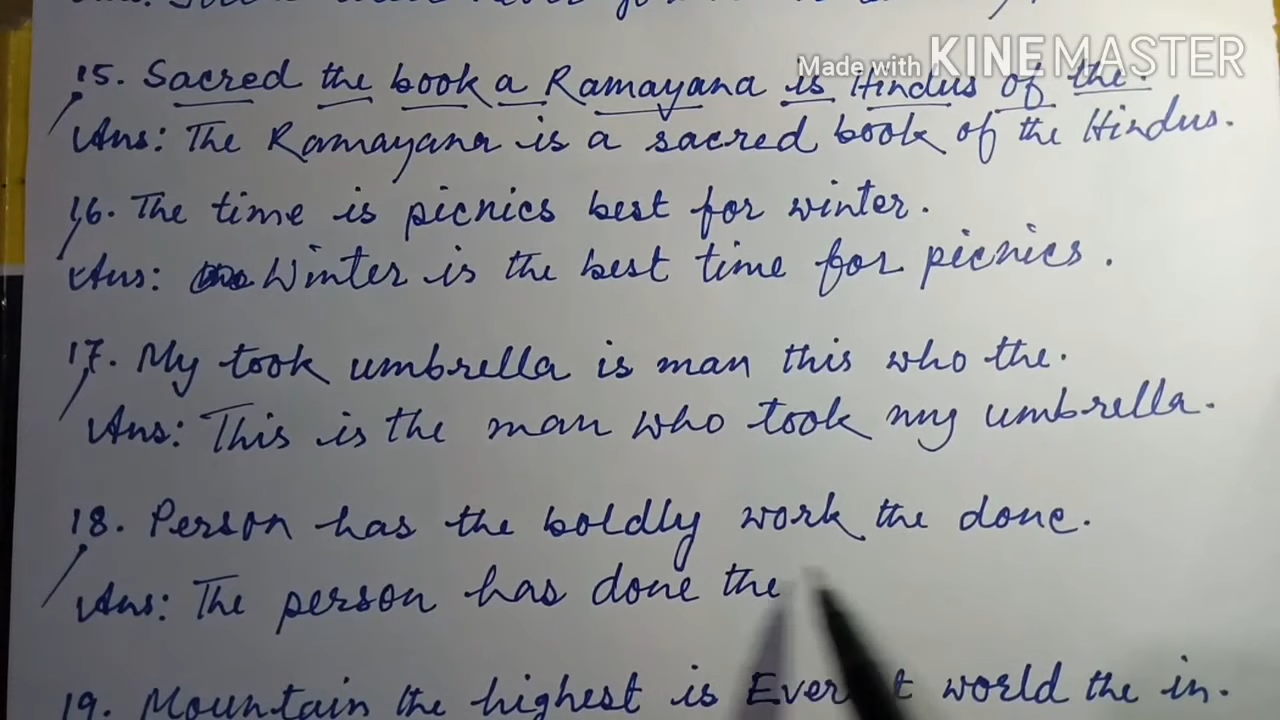 Made with KINEMASTER
15. Sacred the book a Ramayana is Hindus of the.
Ans: The Ramayana is a sacred book of the Hindus.
16. The time is picnics best for winter.
Ans: Winter is the best time for picnics.
17. My took umbrella is man this who the.
Ans: This is the man who took my umbrella.
18. Person has the boldly work the done.
Ans: The person has done the
19. Mountain the highest is Everest world the in.